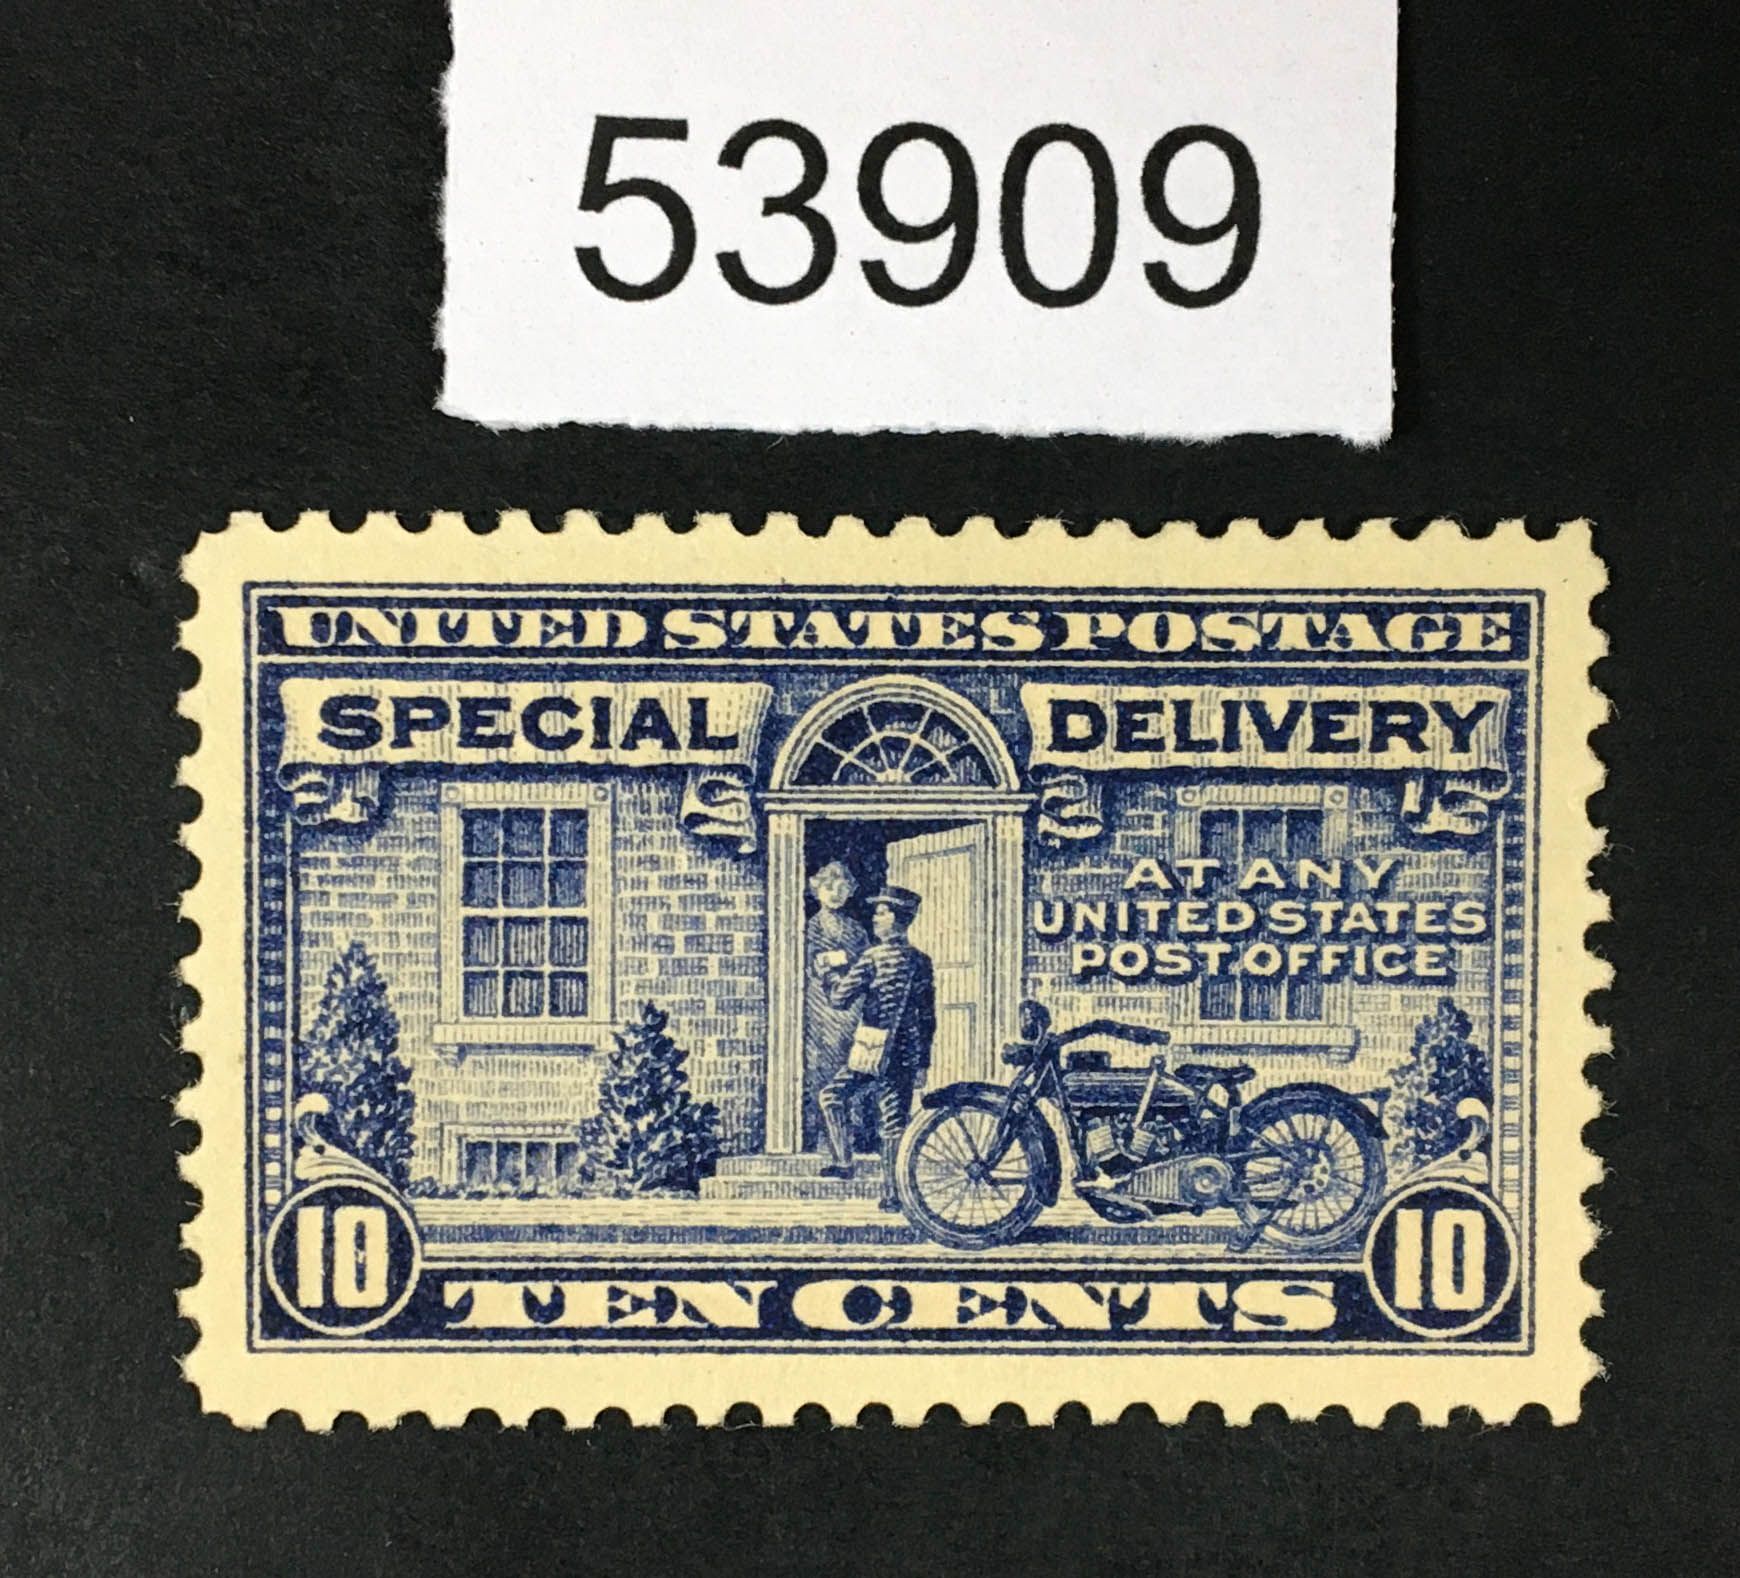 53909
UNITED STATES POSTAGE
SPECIAL DELIVERY
AT ANY
UNITED STATES
POST OFFICE
10 TEN CENTS 10